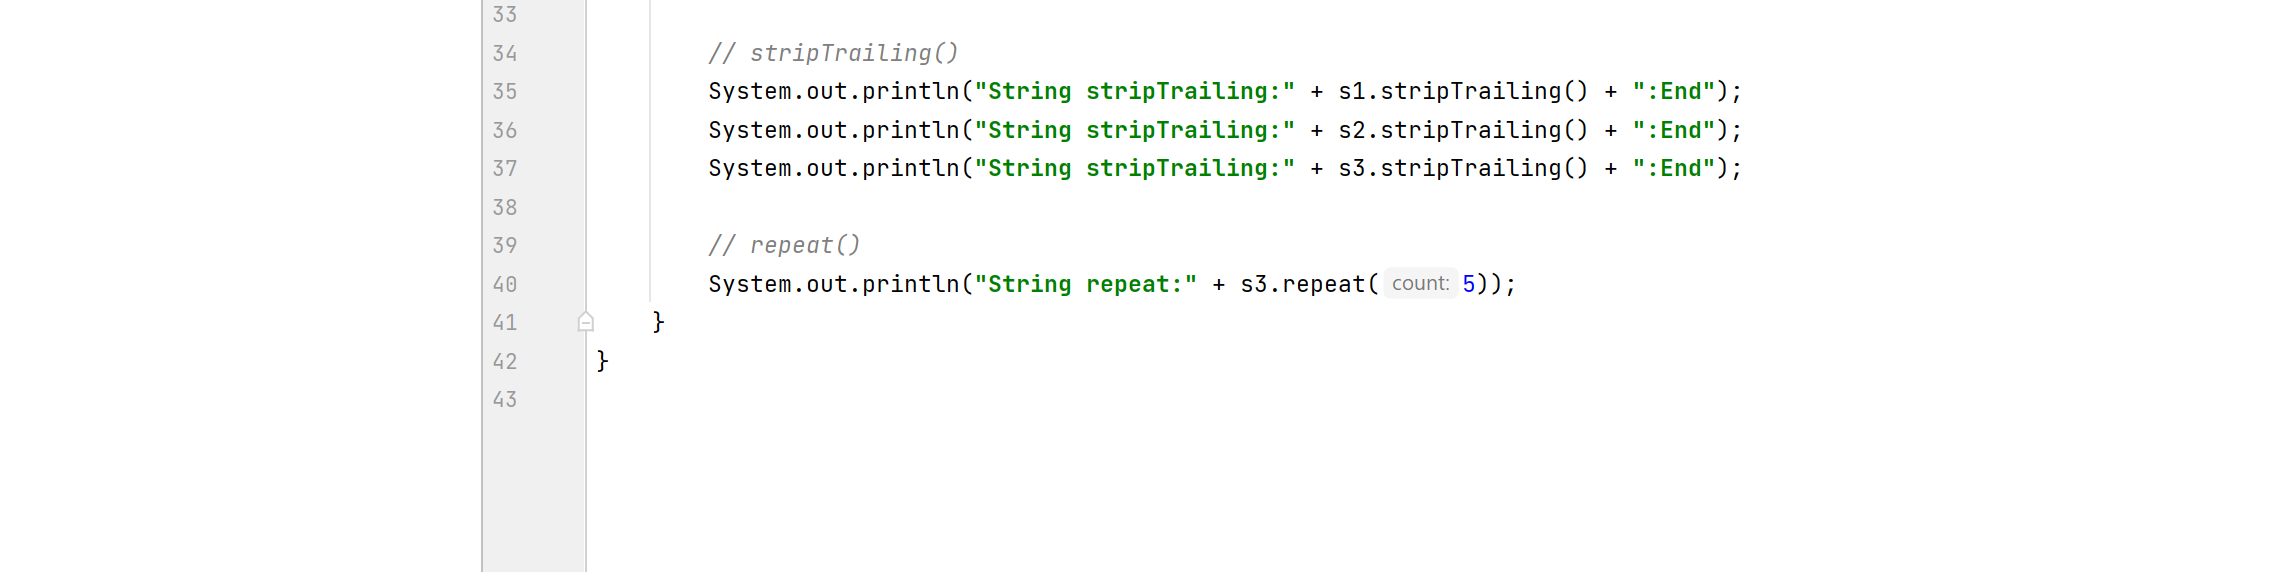 33
34 // stripTrailing()
35 System.out.println("String stripTrailing:" + s1.stripTrailing() + ":End");
36 System.out.println("String stripTrailing:" + s2.stripTrailing() + ":End");
37 System.out.println("String stripTrailing:" + s3.stripTrailing() + ":End");
38
39 // repeat()
40 System.out.println("String repeat:" + s3.repeat( count: 5));
41 }
42 }
43